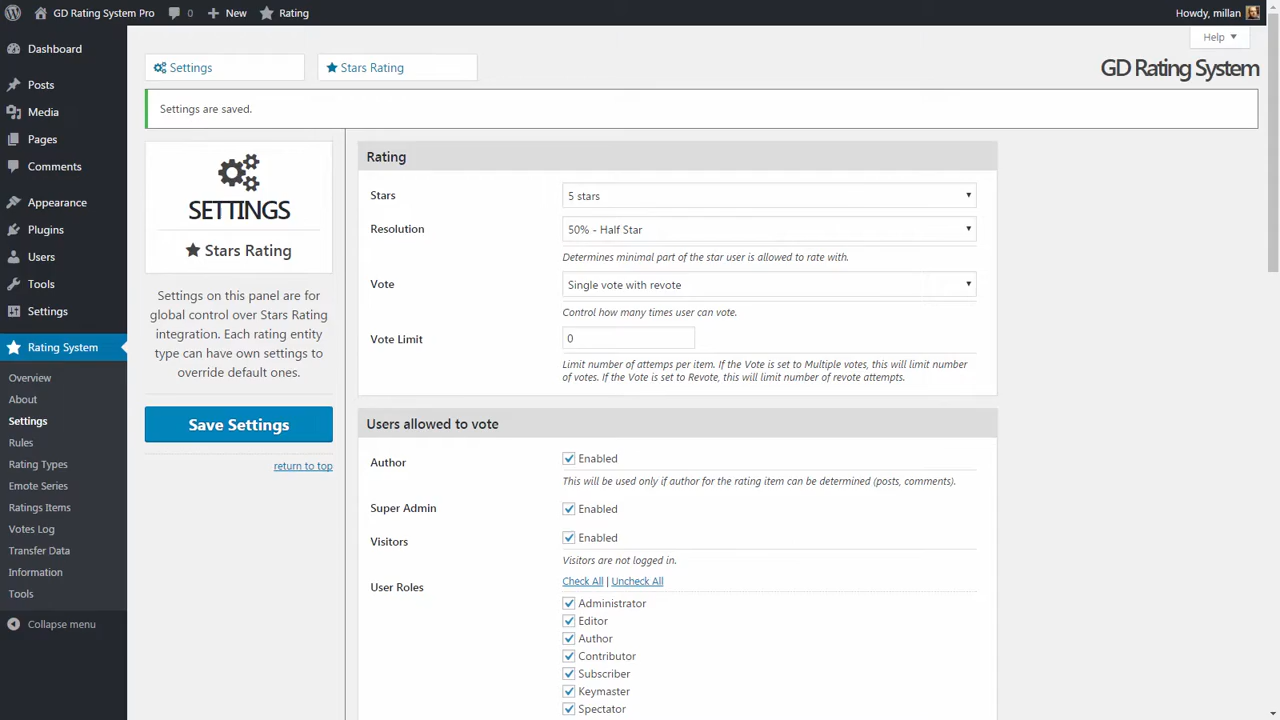 GD Rating System Pro
0
New
Rating
Howdy, millan
Dashboard
Posts
Media
Pages
Comments
Appearance
Plugins
Users
Tools
Settings
Rating System
Overview
About
Settings
Rules
Rating Types
Emote Series
Ratings Items
Votes Log
Transfer Data
Information
Tools
Collapse menu
Help
Settings
Stars Rating
GD Rating System
Settings are saved.
SETTINGS
Stars Rating
Settings on this panel are for
global control over Stars Rating
integration. Each rating entity
type can have own settings to
override default ones.
Save Settings
return to top
Rating
Stars
5 stars
Resolution
50% - Half Star
Determines minimal part of the star user is allowed to rate with.
Vote
Single vote with revote
Control how many times user can vote.
Vote Limit
0
Limit number of attemps per item. If the Vote is set to Multiple votes, this will limit number
of votes. If the Vote is set to Revote, this will limit number of revote attempts.
Users allowed to vote
Author
Enabled
This will be used only if author for the rating item can be determined (posts, comments).
Super Admin
Enabled
Visitors
Enabled
Visitors are not logged in.
User Roles
Check All | Uncheck All
Administrator
Editor
Author
Contributor
Subscriber
Keymaster
Spectator